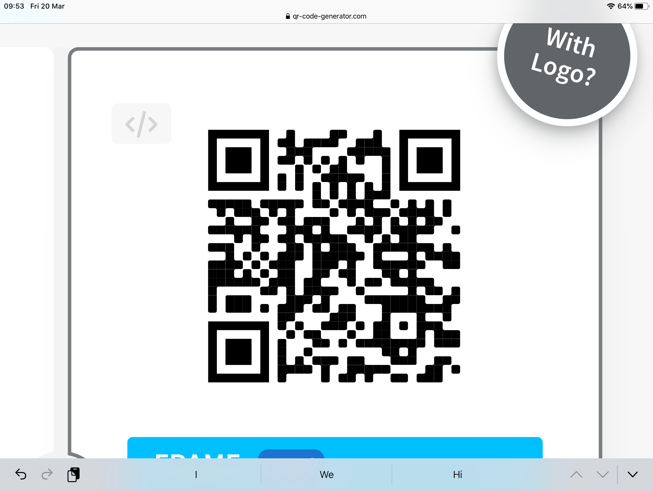 09:53 Fri 20 Mar
64%
qr-code-generator.com
With
Logo?
</>
I We Hi